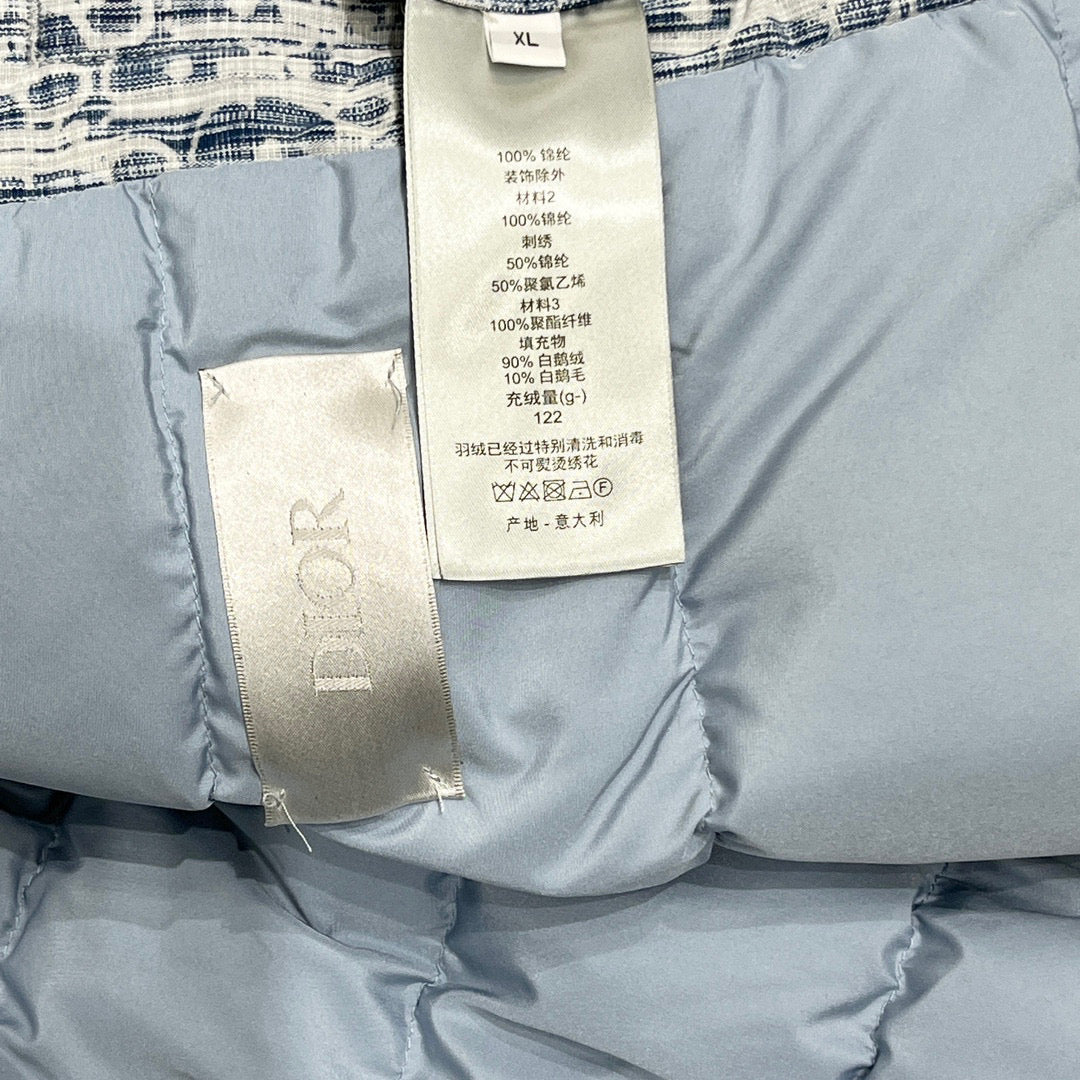 XL
100% 锦纶
装饰除外
材料2
100%锦纶
刺绣
50%锦纶
50%聚氯乙烯
材料3
100%聚酯纤维
填充物
90% 白鹅绒
10% 白鹅毛
充绒量(g-)
122
羽绒已经过特别清洗和消毒
不可熨烫绣花
F
产地 - 意大利
DIOR